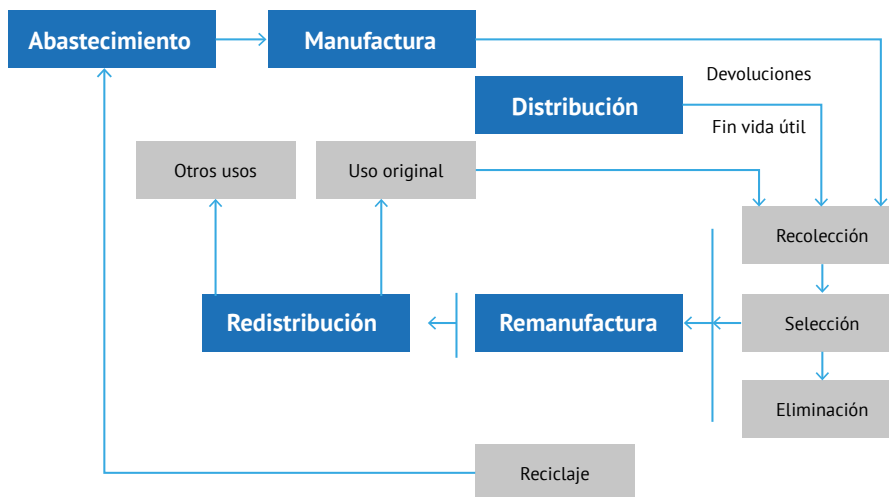 Abastecimiento
Manufactura
Devoluciones
Distribución
Fin vida útil
Otros usos
Uso original
Recolección
Redistribución
Remanufactura
Selección
Eliminación
Reciclaje